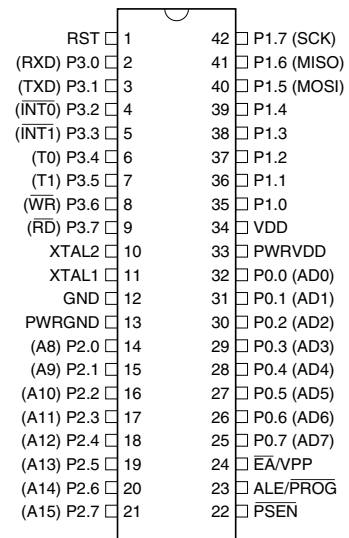 RST 1 42 P1.7 (SCK)
(RXD) P3.0 2 41 P1.6 (MISO)
(TXD) P3.1 3 40 P1.5 (MOSI)
(INT0) P3.2 4 39 P1.4
(INT1) P3.3 5 38 P1.3
(T0) P3.4 6 37 P1.2
(T1) P3.5 7 36 P1.1
(WR) P3.6 8 35 P1.0
(RD) P3.7 9 34 VDD
XTAL2 10 33 PWRVDD
XTAL1 11 32 P0.0 (AD0)
GND 12 31 P0.1 (AD1)
PWRGND 13 30 P0.2 (AD2)
(A8) P2.0 14 29 P0.3 (AD3)
(A9) P2.1 15 28 P0.4 (AD4)
(A10) P2.2 16 27 P0.5 (AD5)
(A11) P2.3 17 26 P0.6 (AD6)
(A12) P2.4 18 25 P0.7 (AD7)
(A13) P2.5 19 24 EA/VPP
(A14) P2.6 20 23 ALE/PROG
(A15) P2.7 21 22 PSEN